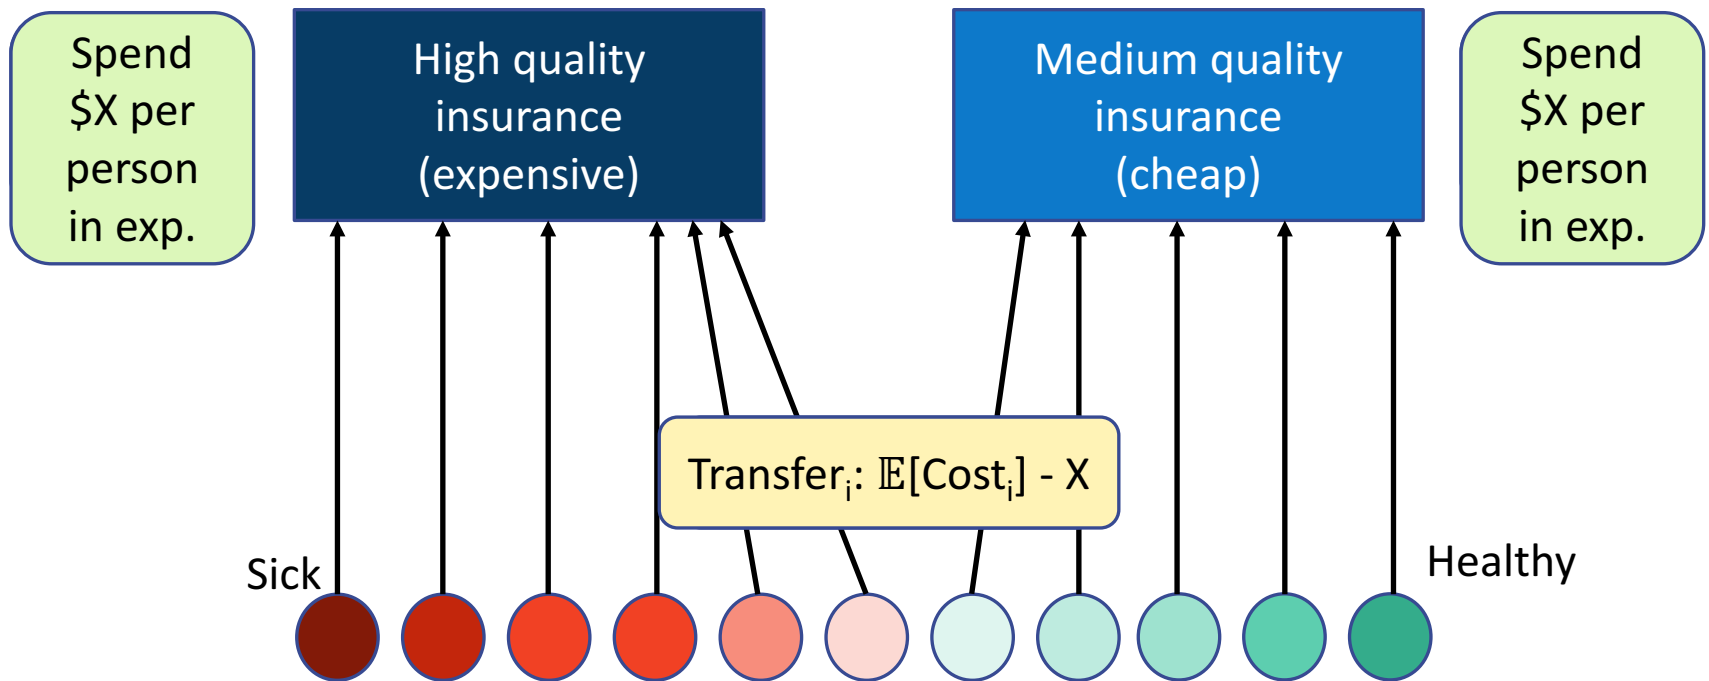 Spend
$X per
person
in exp.
High quality
insurance
(expensive)
Medium quality
insurance
(cheap)
Spend
$X per
person
in exp.
Transferᵢ: 𝔼[Costᵢ] - X
Sick
Healthy